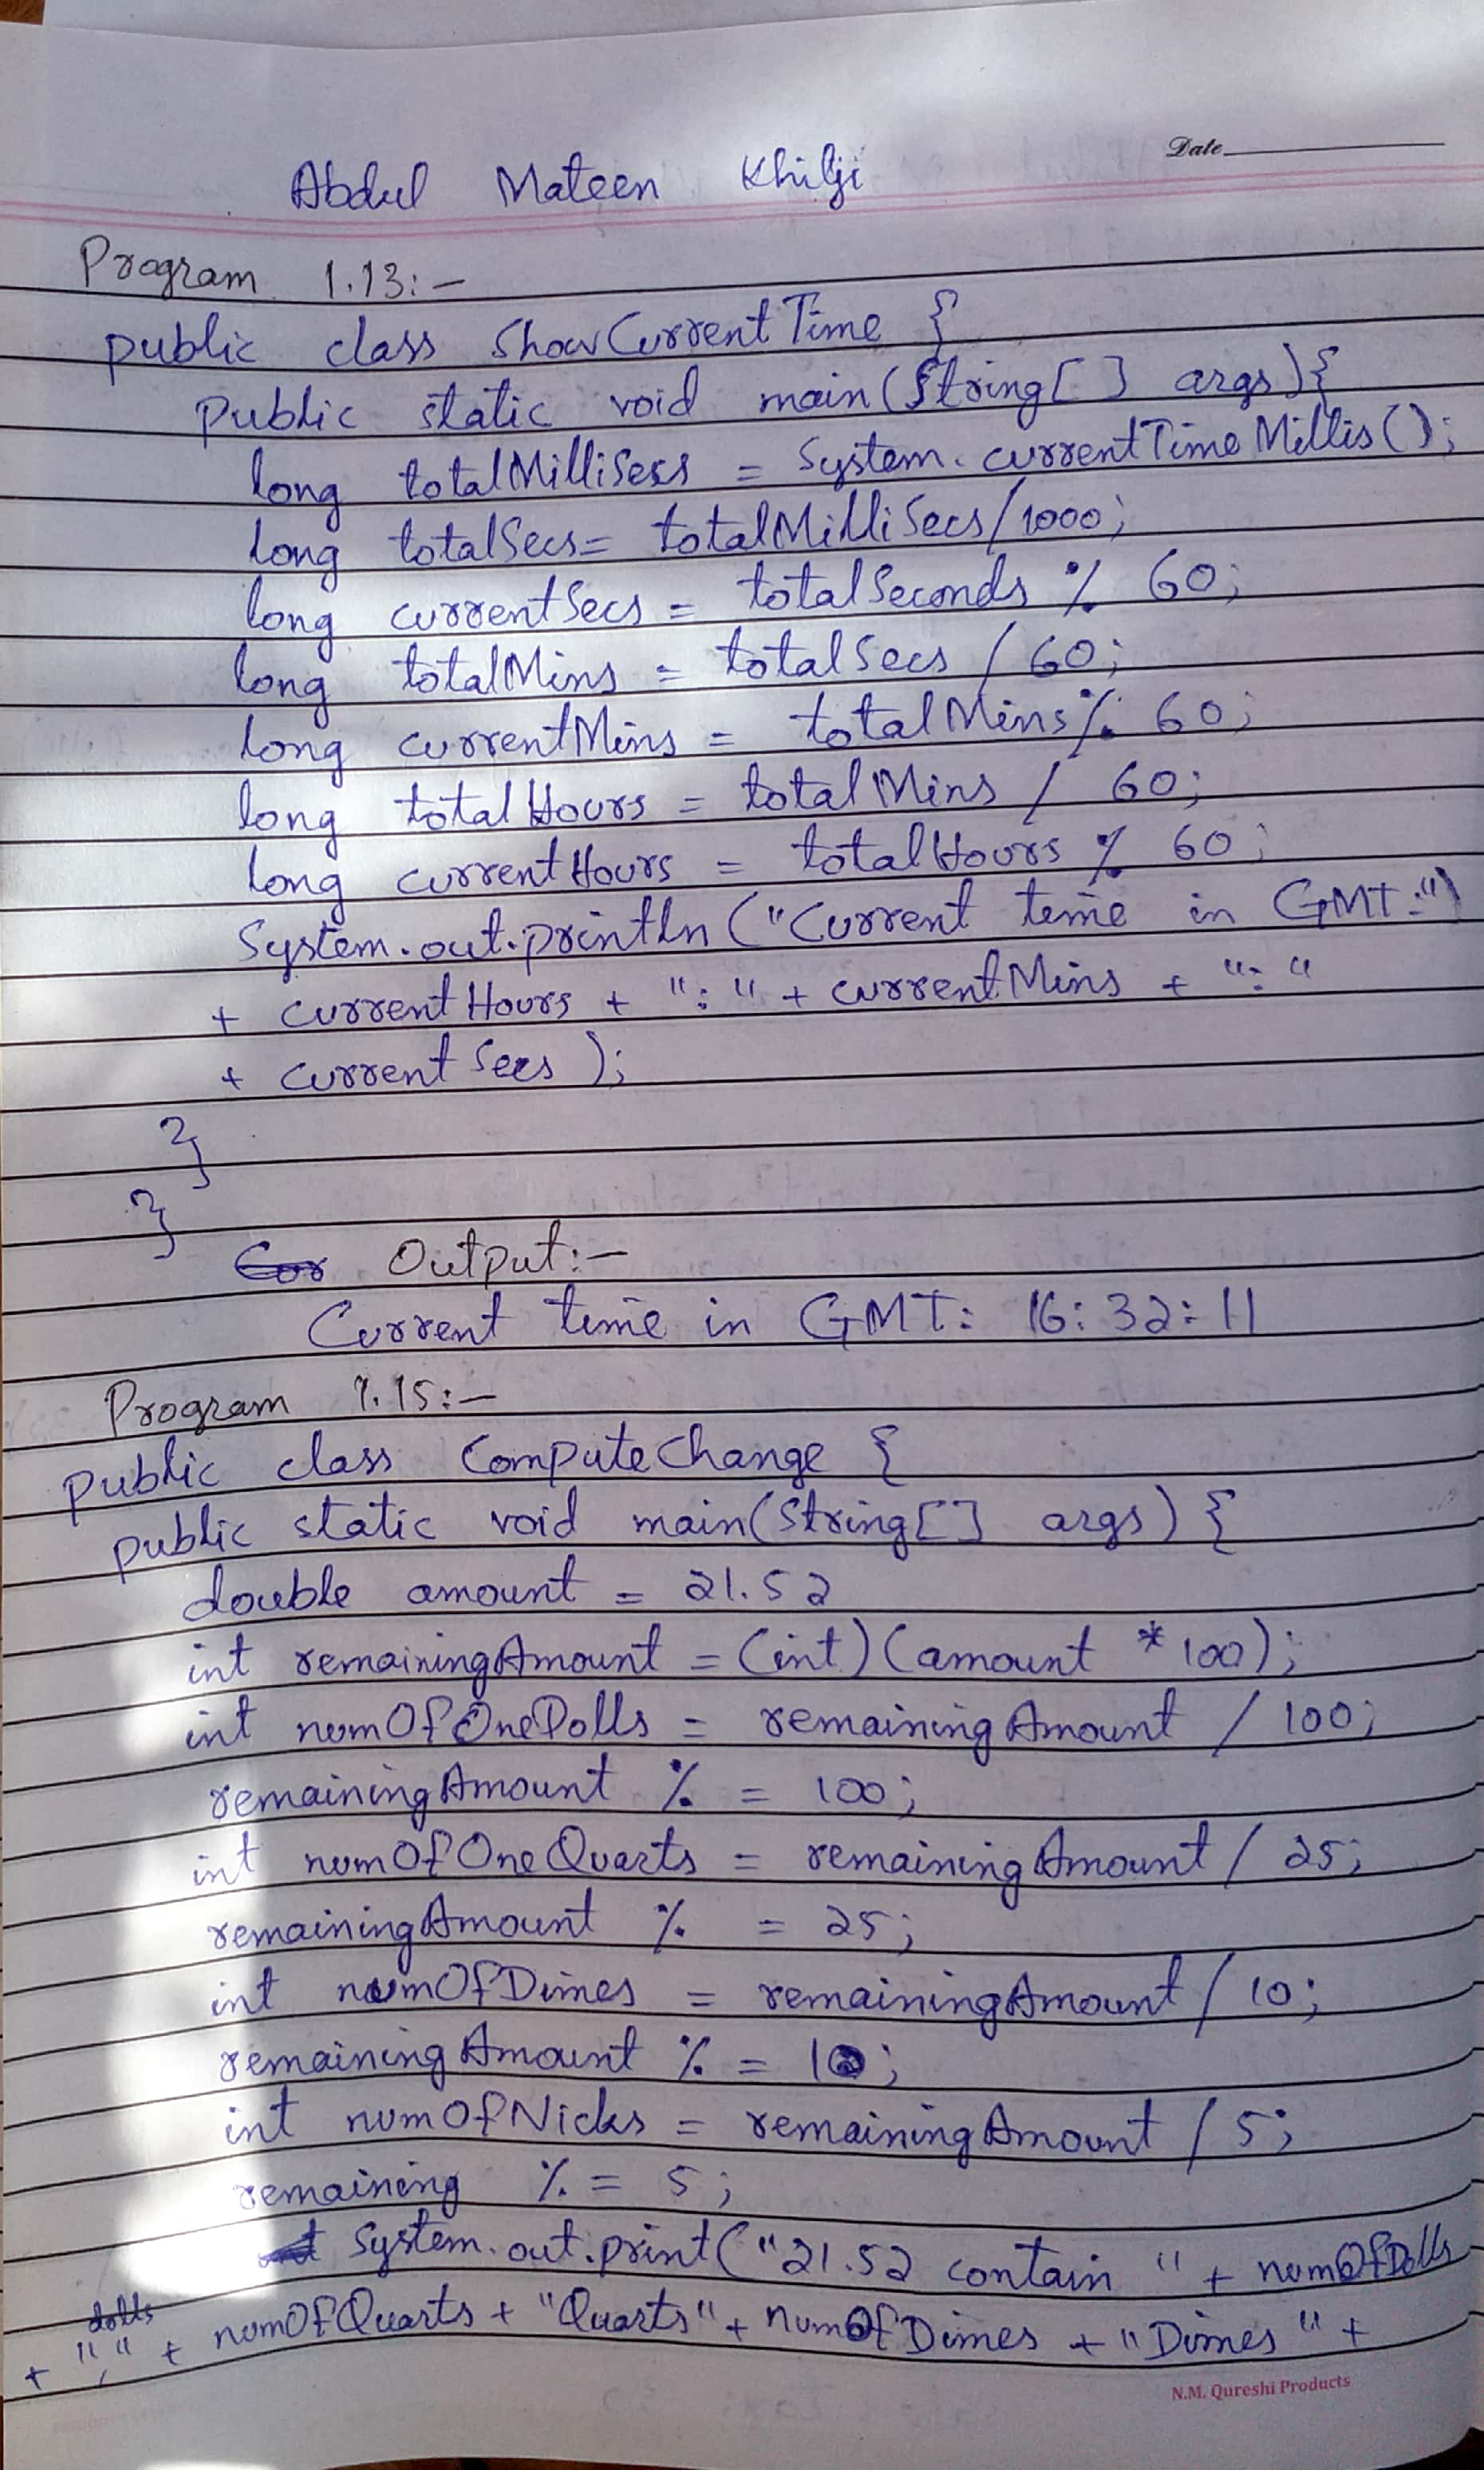 Date
Abdul Mateen Khilji
Program 1.13:-
public class ShowCurrentTime {
public static void main(String[] args){
long totalMilliSecs = System.currentTimeMillis();
long totalSecs= totalMilliSecs/1000;
long currentSecs = totalSeconds % 60;
long totalMins = totalSecs / 60;
long currentMins = totalMins % 60;
long totalHours = totalMins / 60;
long currentHours = totalHours % 60;
System.out.println("Current time in GMT:")
+ currentHours + ":" + currentMins + ":"
+ currentSecs );
}
}
Output:-
Current time in GMT: 16:32:11
Program 1.15:-
public class ComputeChange {
public static void main(String[] args) {
double amount = 21.52
int remainingAmount = (int)(amount *100);
int numOfOneDolls = remainingAmount / 100;
remainingAmount % = 100;
int numOfOneQuarts = remainingAmount / 25;
remainingAmount % = 25;
int numOfDimes = remainingAmount / 10;
remainingAmount % = 10;
int numOfNicks = remainingAmount / 5;
remaining % = 5;
System.out.print("21.52 contain " + numOfDolls
dolls
+ "," + numOfQuarts + "Quarts" + numOfDimes + "Dimes" +
N.M. Qureshi Products